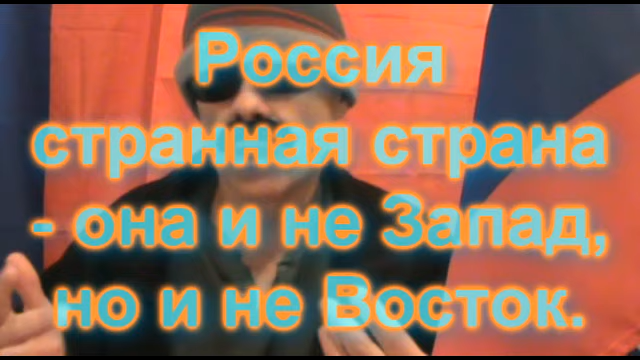 Россия
странная страна
- она и не Запад,
но и не Восток.